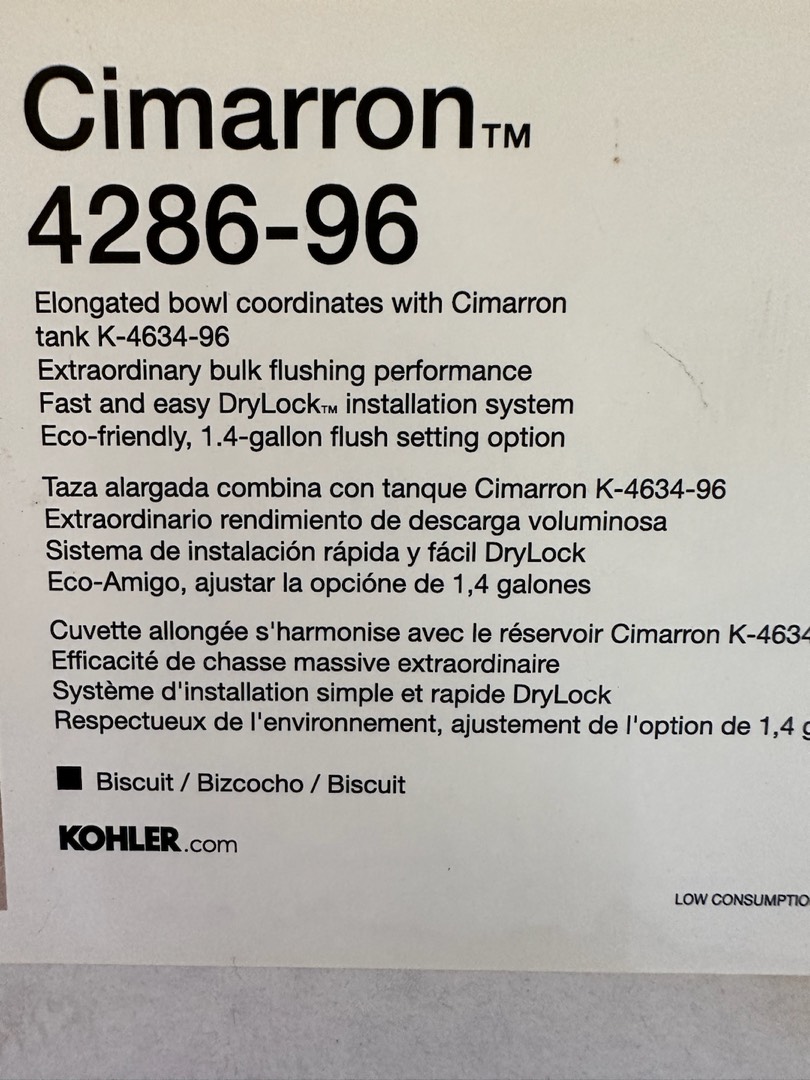 Cimarron™
4286-96
Elongated bowl coordinates with Cimarron
tank K-4634-96
Extraordinary bulk flushing performance
Fast and easy DryLock™ installation system
Eco-friendly, 1.4-gallon flush setting option
Taza alargada combina con tanque Cimarron K-4634-96
Extraordinario rendimiento de descarga voluminosa
Sistema de instalación rápida y fácil DryLock
Eco-Amigo, ajustar la opcióne de 1,4 galones
Cuvette allongée s'harmonise avec le réservoir Cimarron K-4634
Efficacité de chasse massive extraordinaire
Système d'installation simple et rapide DryLock
Respectueux de l'environnement, ajustement de l'option de 1,4 g
■ Biscuit / Bizcocho / Biscuit
KOHLER.com
LOW CONSUMPTIO